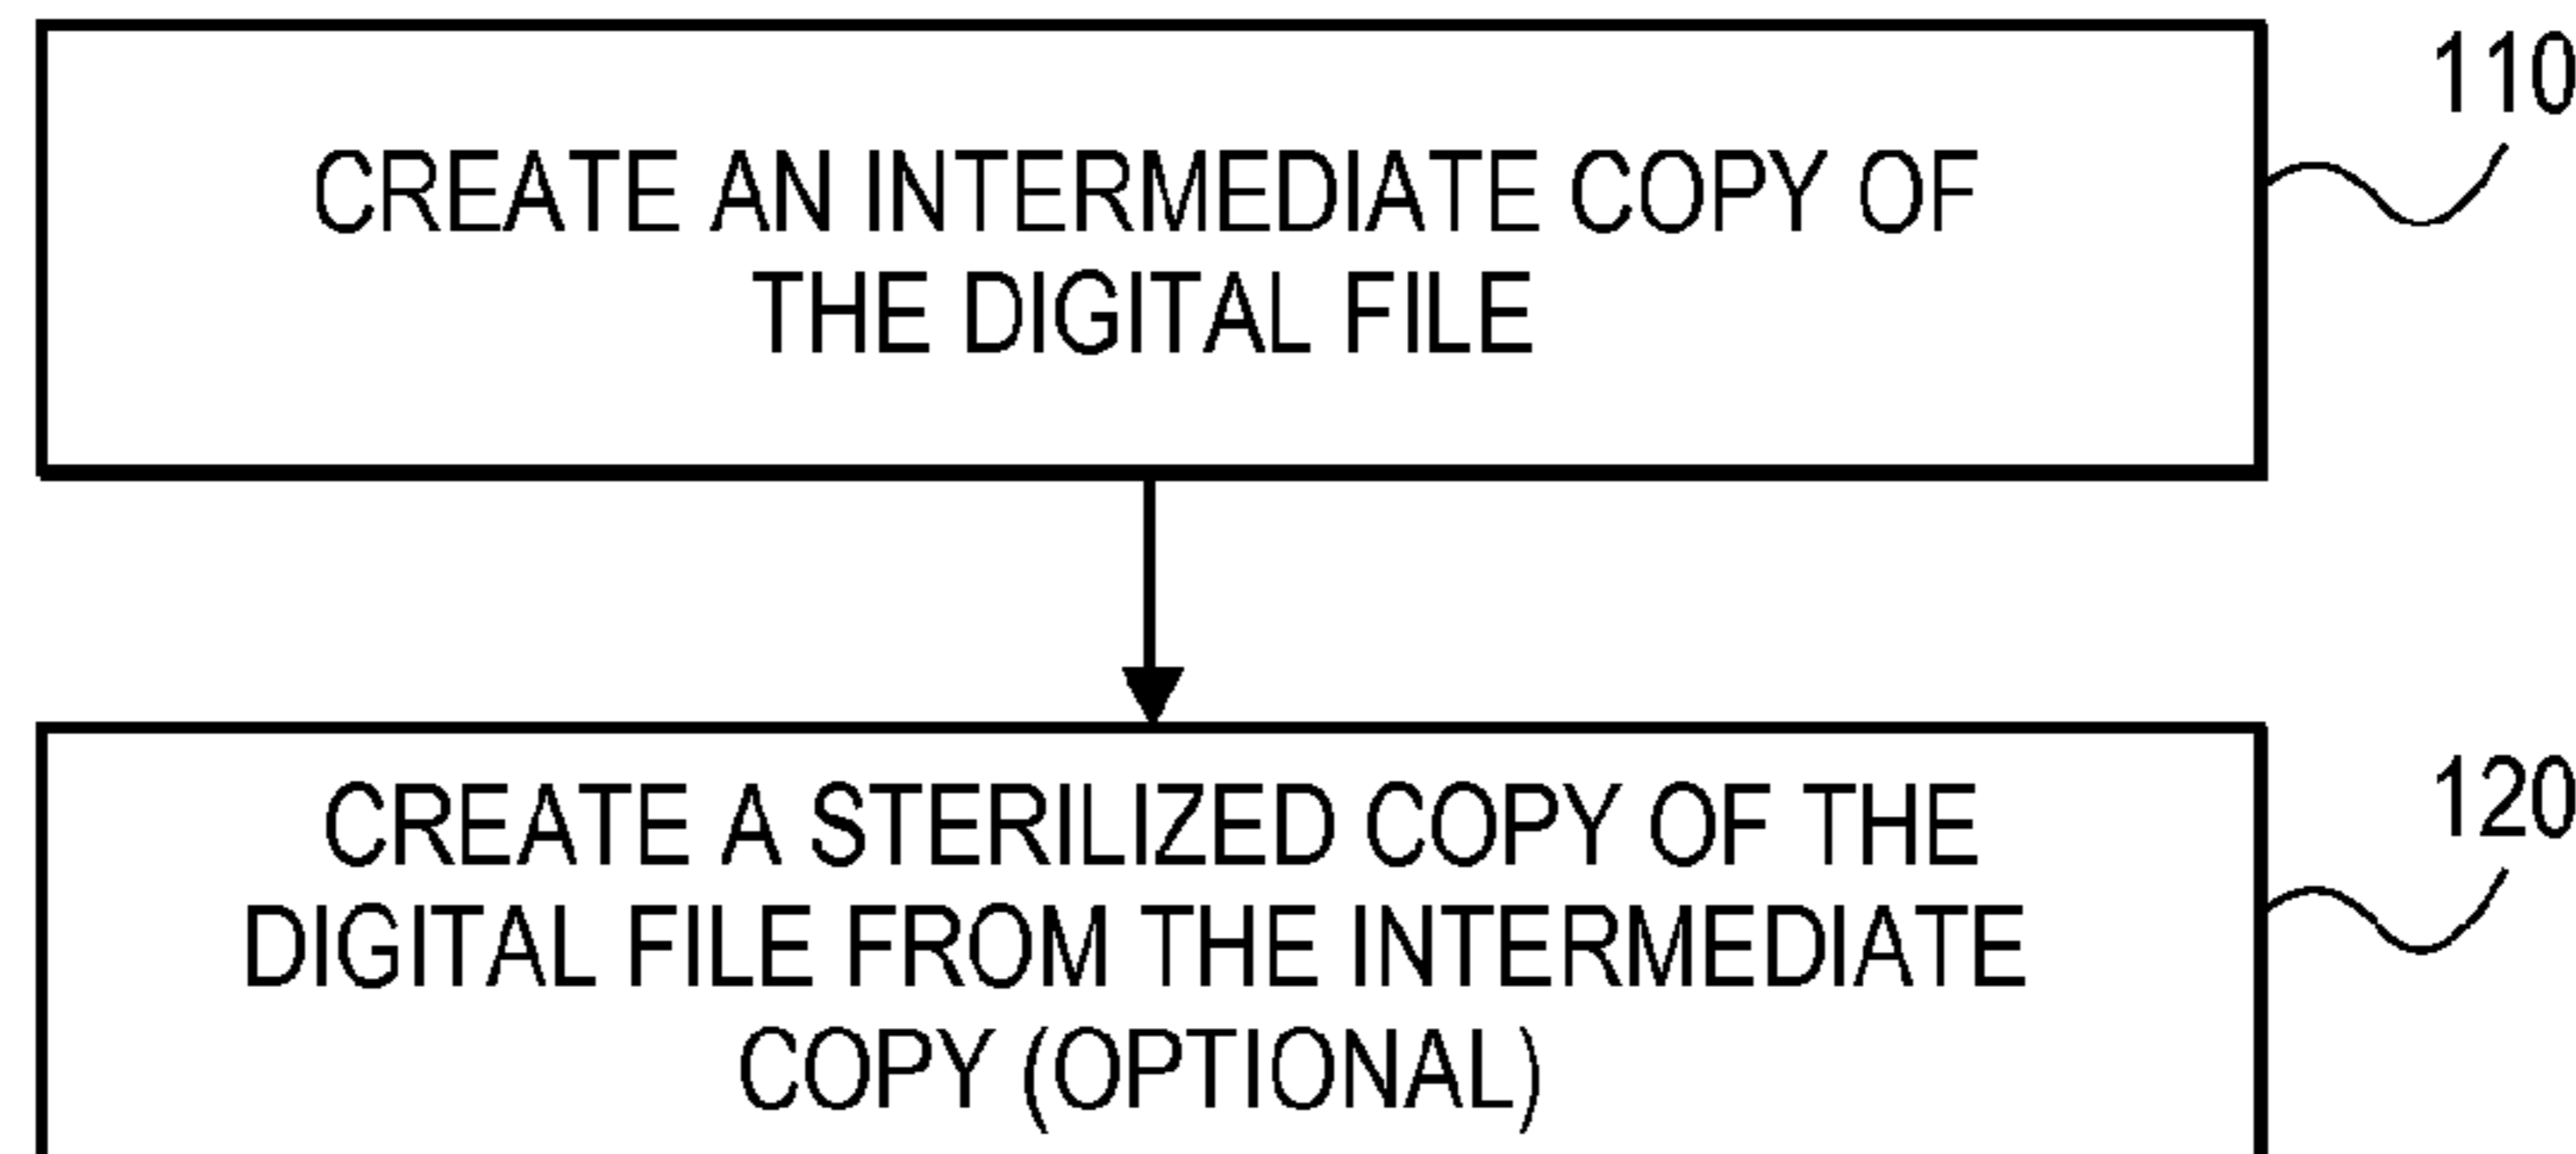 110
CREATE AN INTERMEDIATE COPY OF
THE DIGITAL FILE
120
CREATE A STERILIZED COPY OF THE
DIGITAL FILE FROM THE INTERMEDIATE
COPY (OPTIONAL)